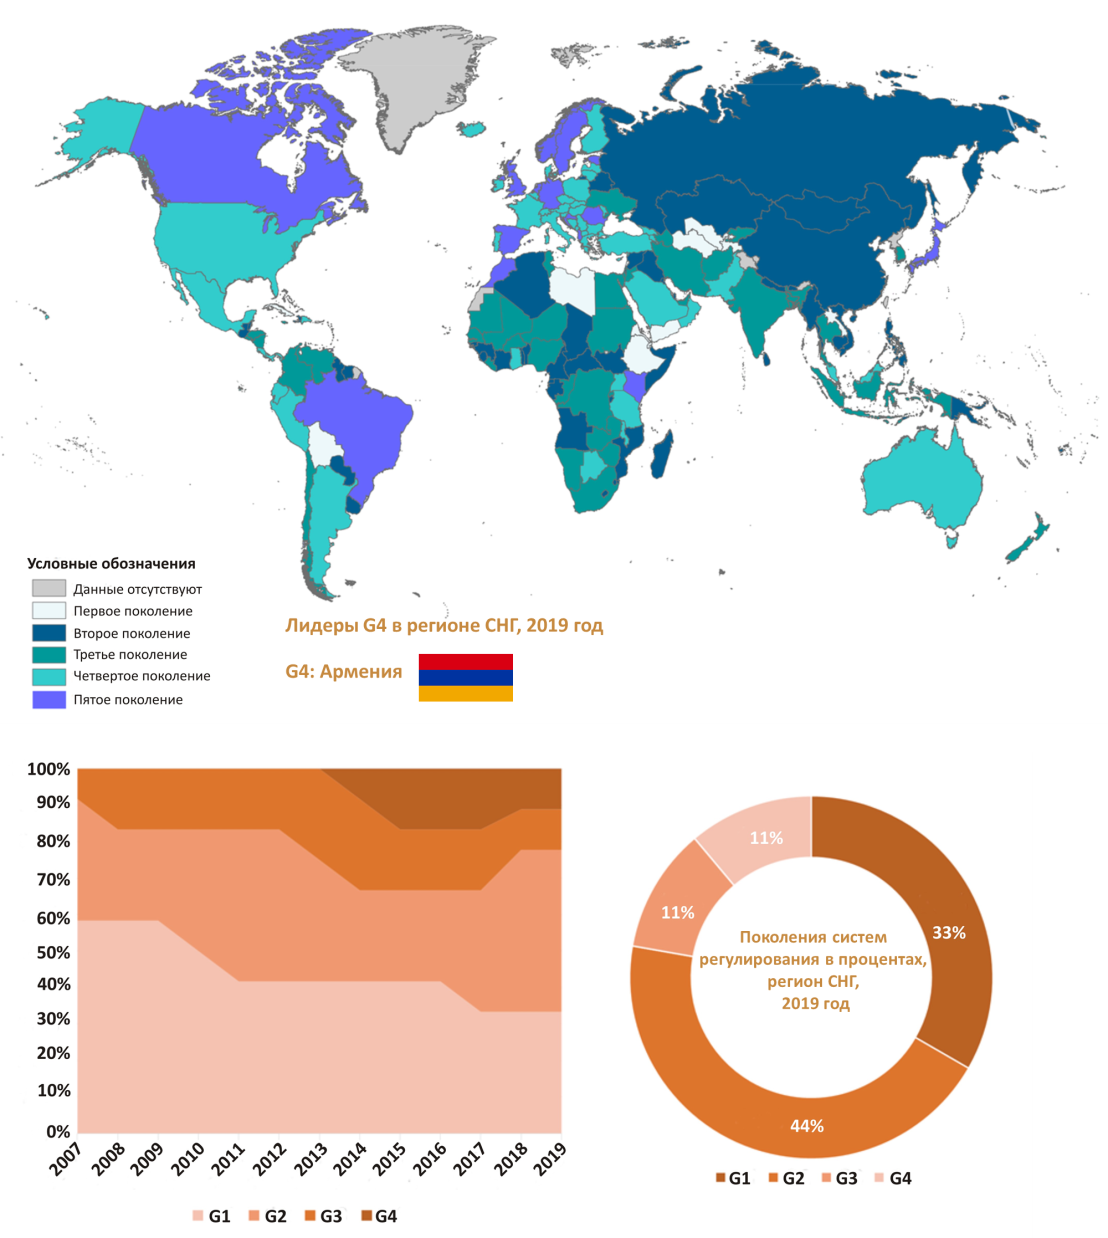 Условные обозначения
Данные отсутствуют
Первое поколение
Второе поколение
Третье поколение
Четвертое поколение
Пятое поколение
Лидеры G4 в регионе СНГ, 2019 год
G4: Армения
100%
90%
80%
70%
60%
50%
40%
30%
20%
10%
0%
2007 2008 2009 2010 2011 2012 2013 2014 2015 2016 2017 2018 2019
G1 G2 G3 G4
11%
11%
33%
44%
Поколения систем
регулирования в процентах,
регион СНГ,
2019 год
G1 G2 G3 G4